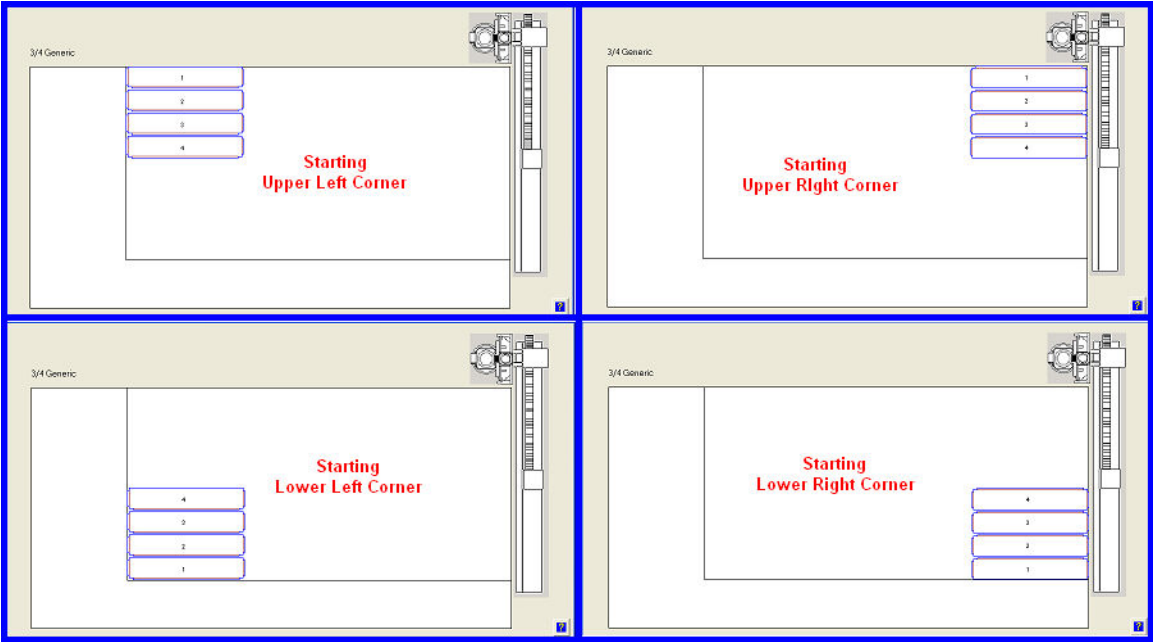 3/4 Generic
1
2
3
4
Starting
Upper Left Corner
?
3/4 Generic
1
2
3
4
Starting
Upper RIght Corner
?
3/4 Generic
Starting
Lower Left Corner
4
3
2
1
?
3/4 Generic
Starting
Lower Right Corner
4
3
2
1
?